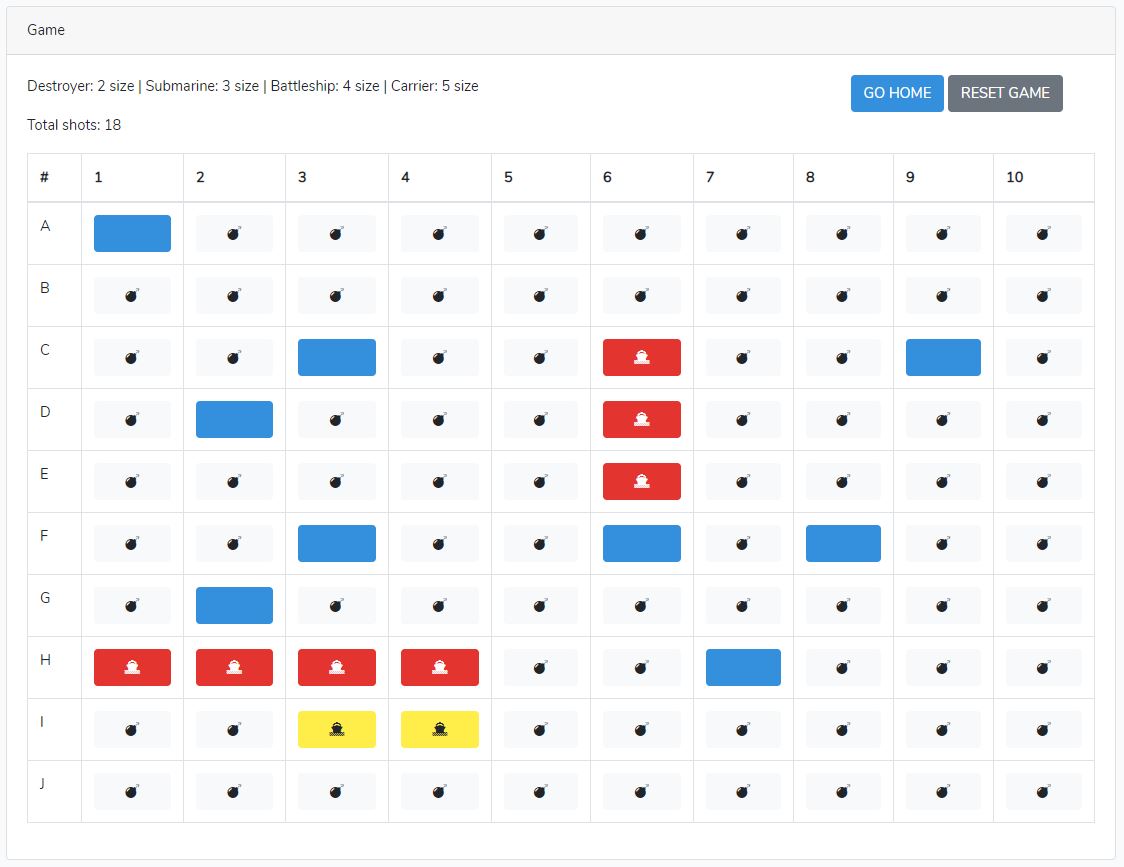 Game
Destroyer: 2 size | Submarine: 3 size | Battleship: 4 size | Carrier: 5 size
GO HOME
RESET GAME
Total shots: 18
# 1 2 3 4 5 6 7 8 9 10
A
B
C
D
E
F
G
H
I
J